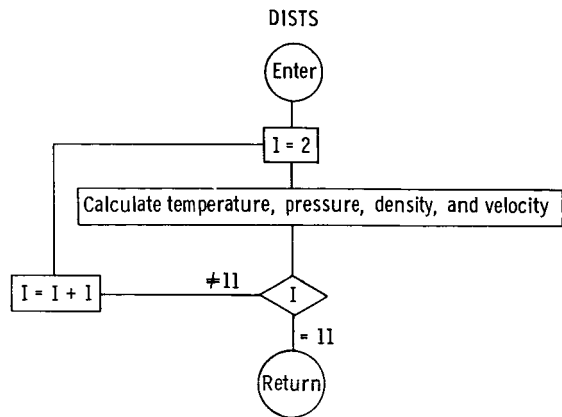 DISTS
Enter
I = 2
Calculate temperature, pressure, density, and velocity
≠11
I = I + 1
I
= 11
Return